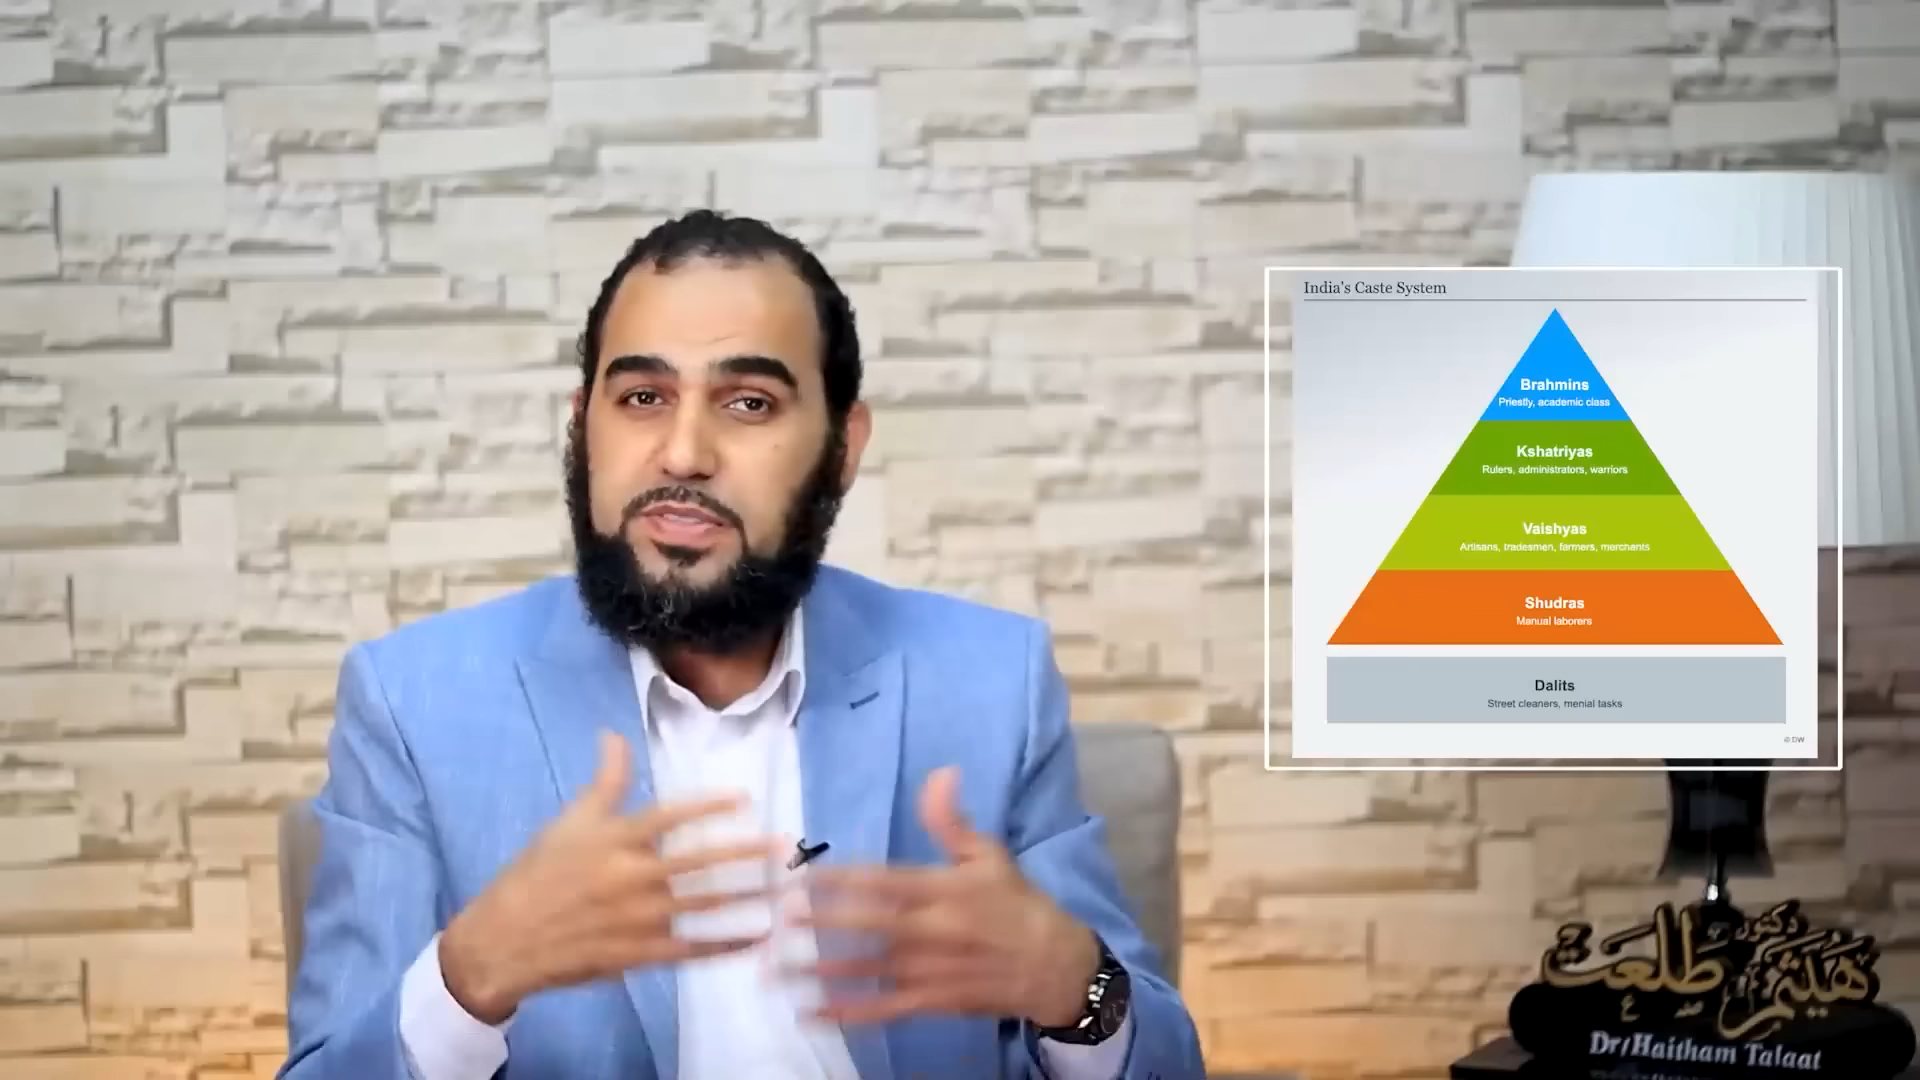 India's Caste System
Brahmins
Priestly, academic class
Kshatriyas
Rulers, administrators, warriors
Vaishyas
Artisans, tradesmen, farmers, merchants
Shudras
Manual laborers
Dalits
Street cleaners, menial tasks
© DW
دكتور
هيثم طلعت
Dr/Haitham Talaat